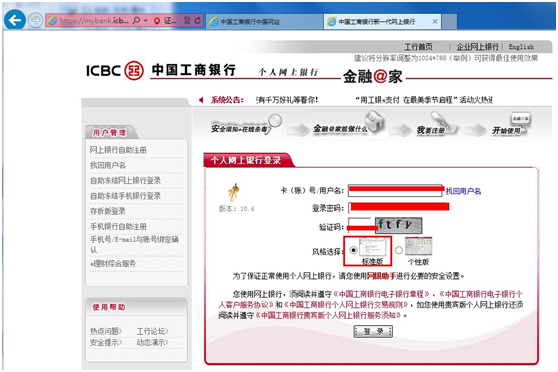 https://mybank.icb...
中国工商银行中国网站
中国工商银行新一代网上银行
工行首页 | 企业网上银行 | English
建议将分辨率调整为1024*768（举例）可获得最佳使用效果
ICBC 中国工商银行 个人网上银行 金融@家
系统公告：
有千万好礼等着你！
"用工银e支付 在最美季节启程"活动火热进
安全须知+在线杀毒
金融@家能做什么
我要注册
开始使用
用户管理
网上银行自助注册
找回用户名
自助冻结网上银行登录
自助冻结手机银行登录
存折版登录
手机银行自助注册
手机号/E-mail与账号绑定确
认
e理财综合服务
使用帮助
热点问题> 工行论坛>
安全提示> 动态演示>
个人网上银行登录
版本：10.4
卡（账）号/用户名：
找回用户名
登录密码：
验证码：
ftfy
风格选择：
标准版
个性版
为了保证正常使用个人网上银行，请您使用网银助手进行必要的安全设置。
您使用网上银行，须阅读并遵守《中国工商银行电子银行章程》、《中国工商银行电子银行个
人客户服务协议》和《中国工商银行个人网上银行交易规则》，如您使用贵宾版个人网上银行还须
阅读并遵守《中国工商银行贵宾版个人网上银行服务须知》。
登 录